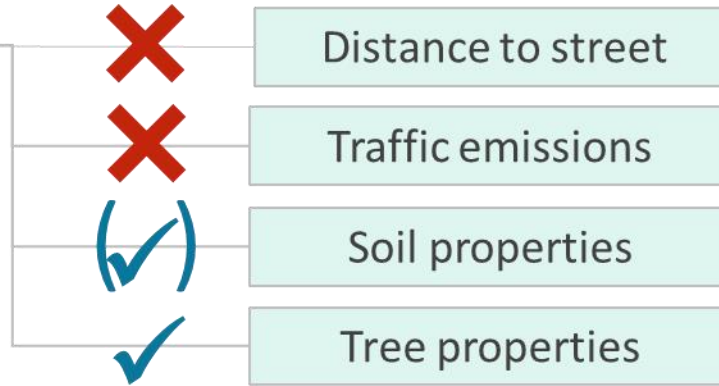 Distance to street
Traffic emissions
(✓) Soil properties
Tree properties